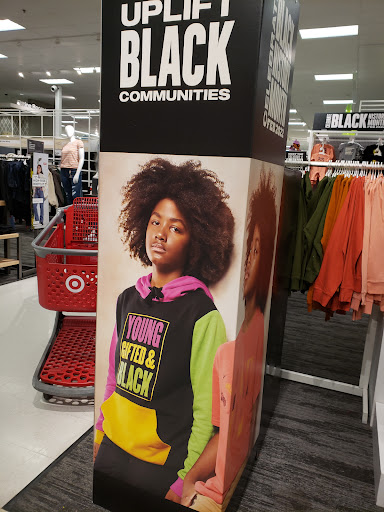 UPLIFT
BLACK
COMMUNITIES
BLACK
YOUNG
GIFTED &
BLACK